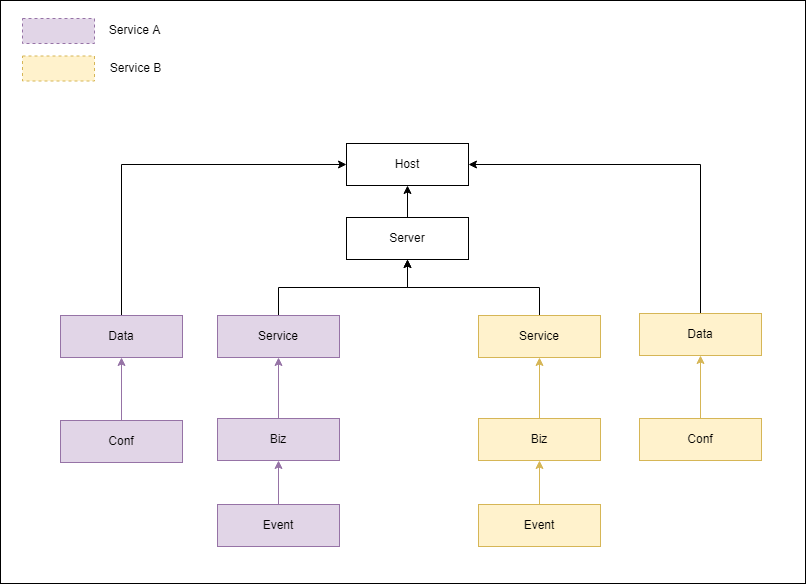 Service A
Service B
Host
Server
Data
Service
Service
Data
Conf
Biz
Biz
Conf
Event
Event